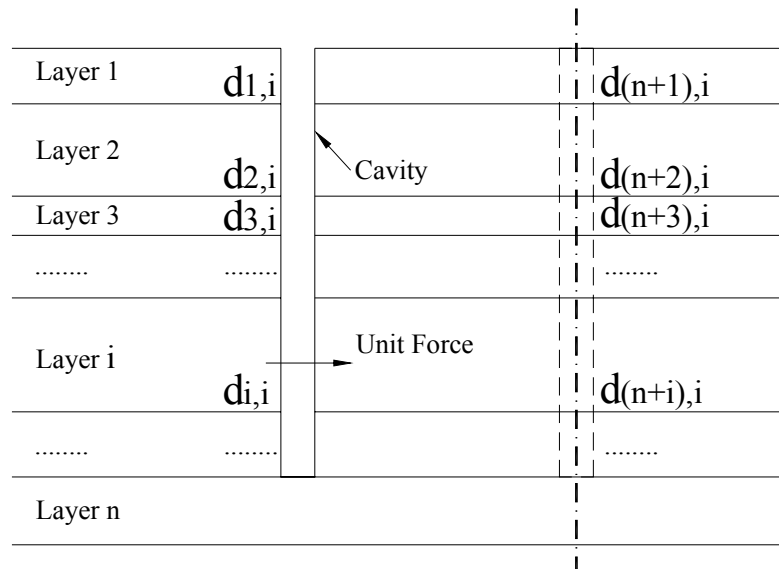 Layer 1 d1,i d(n+1),i
Layer 2 d2,i Cavity d(n+2),i
Layer 3 d3,i d(n+3),i
........ ........ ........
Layer i di,i Unit Force d(n+i),i
........ ........ ........
Layer n